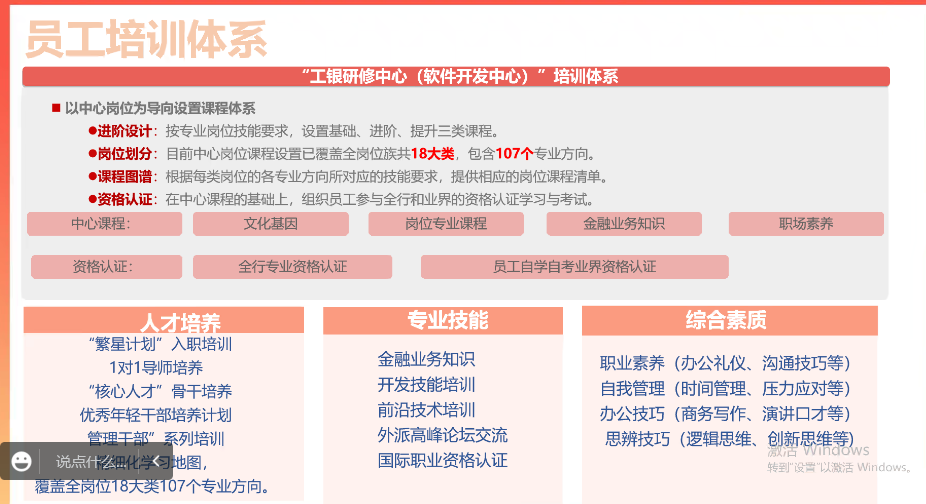 员工培训体系
“工银研修中心（软件开发中心）”培训体系
■ 以中心岗位为导向设置课程体系
●进阶设计：按专业岗位技能要求，设置基础、进阶、提升三类课程。
●岗位划分：目前中心岗位课程设置已覆盖全岗位族共18大类，包含107个专业方向。
●课程图谱：根据每类岗位的各专业方向所对应的技能要求，提供相应的岗位课程清单。
●资格认证：在中心课程的基础上，组织员工参与全行和业界的资格认证学习与考试。
中心课程： 文化基因 岗位专业课程 金融业务知识 职场素养
资格认证： 全行专业资格认证 员工自学自考业界资格认证
人才培养
“繁星计划”入职培训
1对1导师培养
“核心人才”骨干培养
优秀年轻干部培养计划
管理干部”系列培训
精细化学习地图，
覆盖全岗位18大类107个专业方向。
专业技能
金融业务知识
开发技能培训
前沿技术培训
外派高峰论坛交流
国际职业资格认证
综合素质
职业素养（办公礼仪、沟通技巧等）
自我管理（时间管理、压力应对等）
办公技巧（商务写作、演讲口才等）
思辨技巧（逻辑思维、创新思维等）
说点什么...
激活 Windows
转到“设置”以激活 Windows。